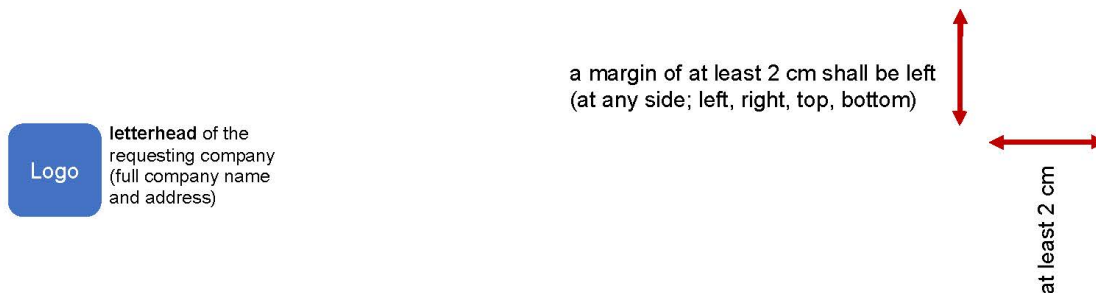 a margin of at least 2 cm shall be left
(at any side; left, right, top, bottom)
Logo
letterhead of the
requesting company
(full company name
and address)
at least 2 cm